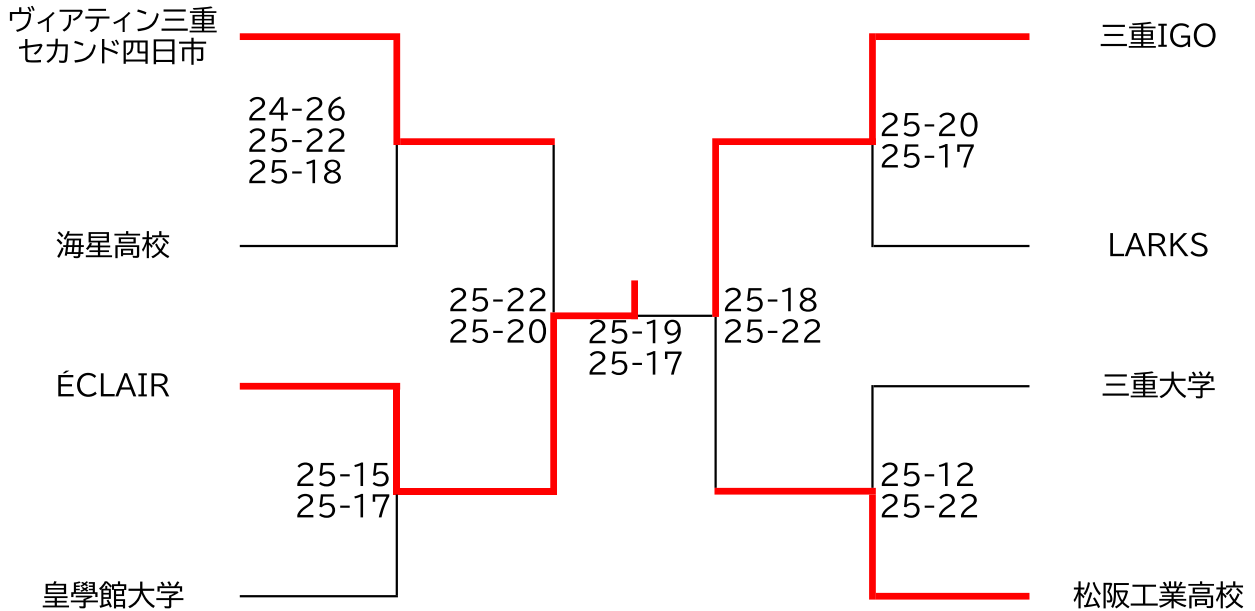 ヴィアティン三重
セカンド四日市
24-26
25-22
25-18
海星高校
25-22
25-20
ÉCLAIR
25-15
25-17
皇學館大学
25-19
25-17
三重IGO
25-20
25-17
LARKS
25-18
25-22
三重大学
25-12
25-22
松阪工業高校